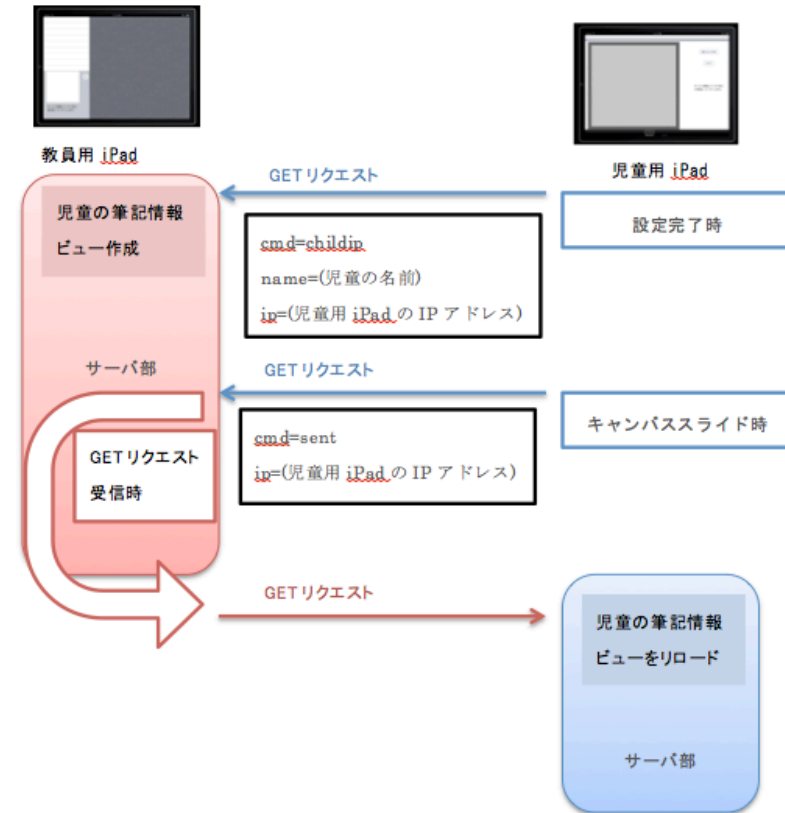 教員用 iPad
児童用 iPad
GETリクエスト
設定完了時
児童の筆記情報
ビュー作成
cmd=childip
name=(児童の名前)
ip=(児童用 iPad の IP アドレス)
サーバ部
GETリクエスト
キャンバススライド時
cmd=sent
ip=(児童用 iPad の IP アドレス)
GETリクエスト
受信時
GETリクエスト
児童の筆記情報
ビューをリロード
サーバ部